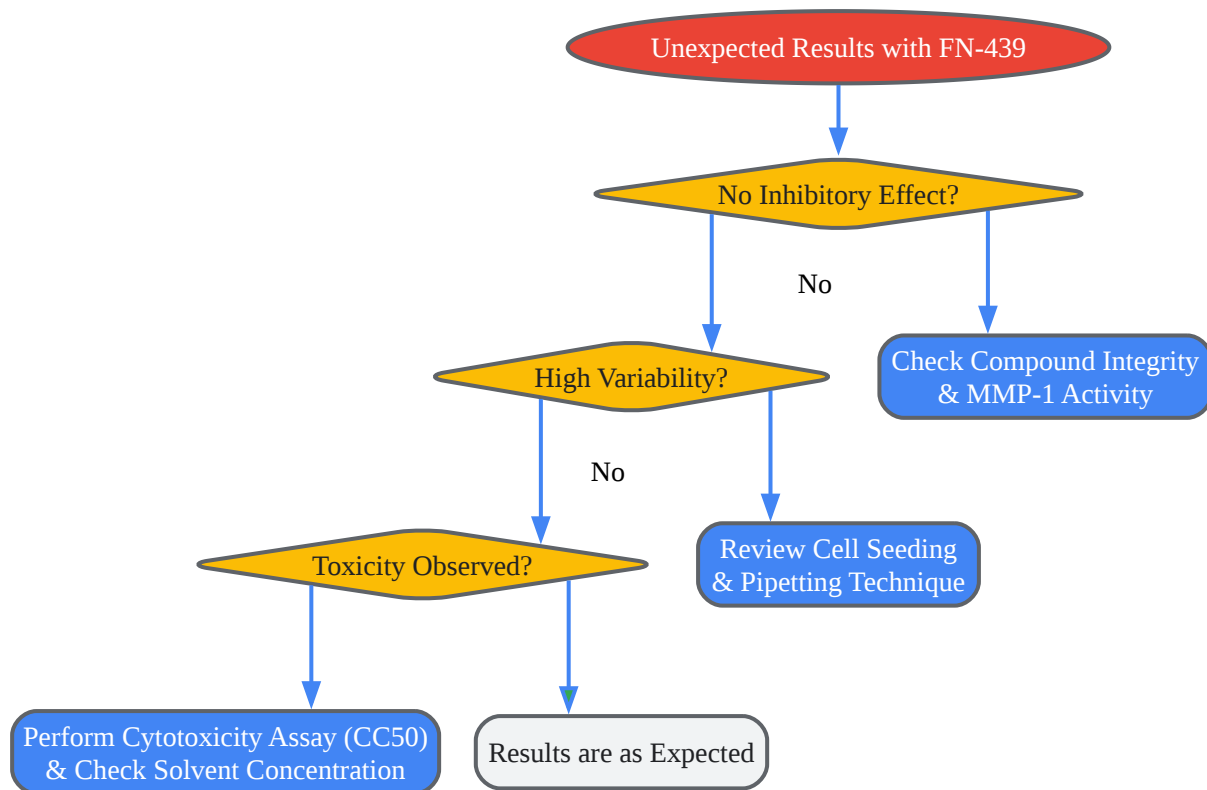 Unexpected Results with FN-439
No Inhibitory Effect?
No
Check Compound Integrity
& MMP-1 Activity
High Variability?
No
Review Cell Seeding
& Pipetting Technique
Toxicity Observed?
Perform Cytotoxicity Assay (CC50)
& Check Solvent Concentration
Results are as Expected